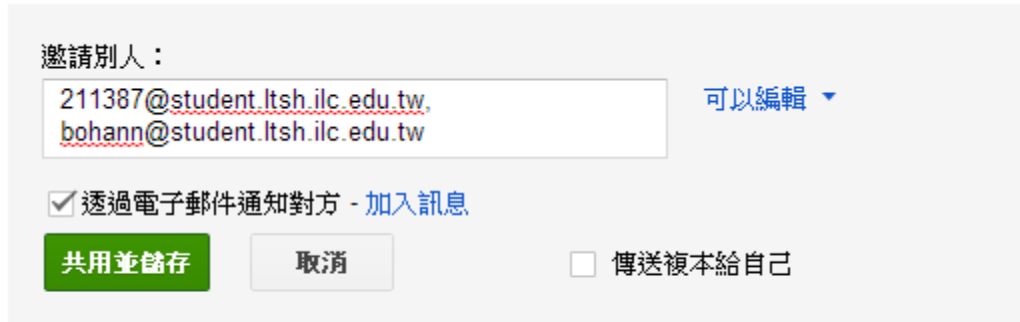 邀請別人：
211387@student.ltsh.ilc.edu.tw,
bohann@student.ltsh.ilc.edu.tw
可以編輯
透過電子郵件通知對方 - 加入訊息
共用並儲存
取消
傳送複本給自己